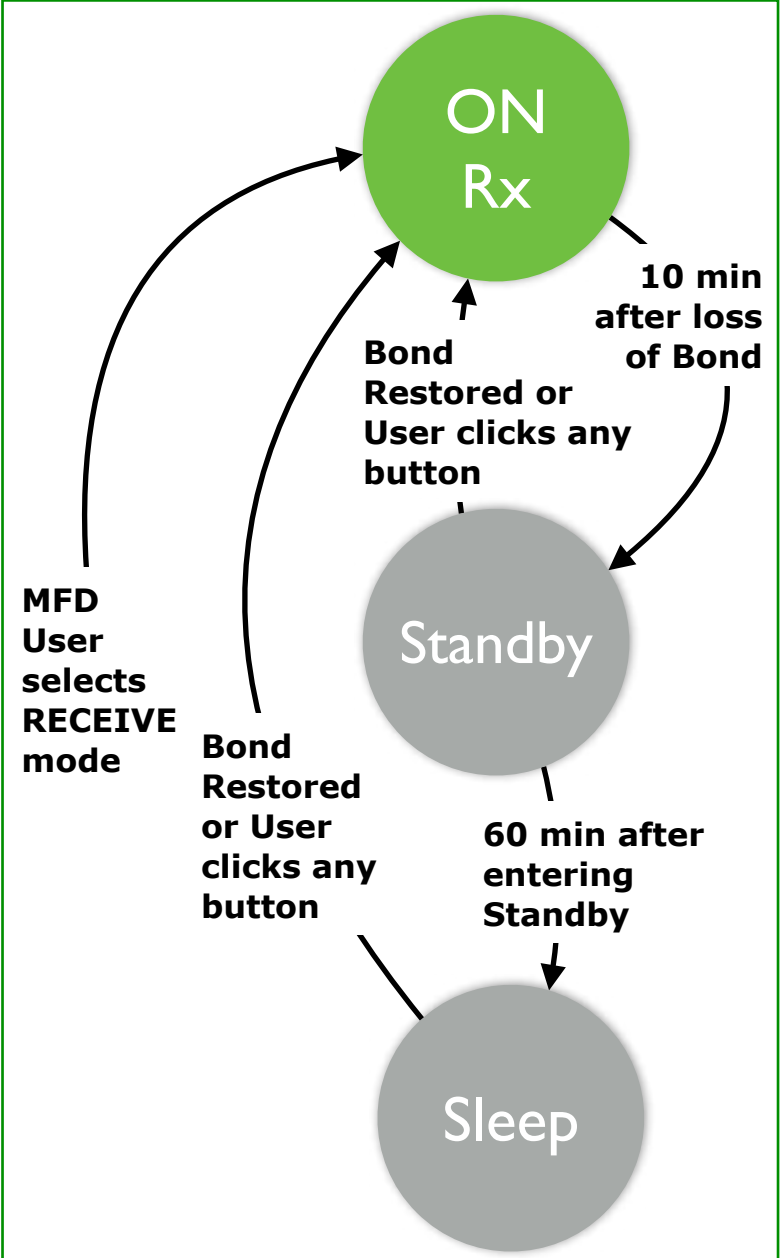 ON
Rx
10 min
after loss
of Bond
Bond
Restored or
User clicks any
button
MFD
User
selects
RECEIVE
mode
Standby
Bond
Restored
or User
clicks any
button
60 min after
entering
Standby
Sleep